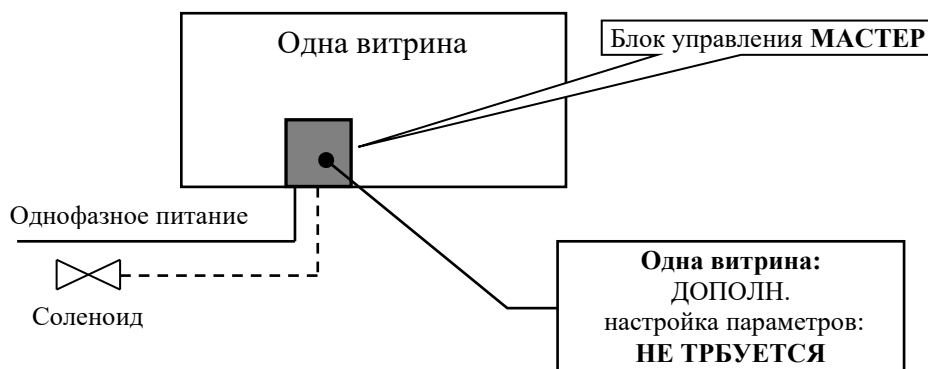 Одна витрина
Блок управления МАСТЕР
Однофазное питание
Соленоид
Одна витрина:
ДОПОЛН.
настройка параметров:
НЕ ТРБУЕТСЯ